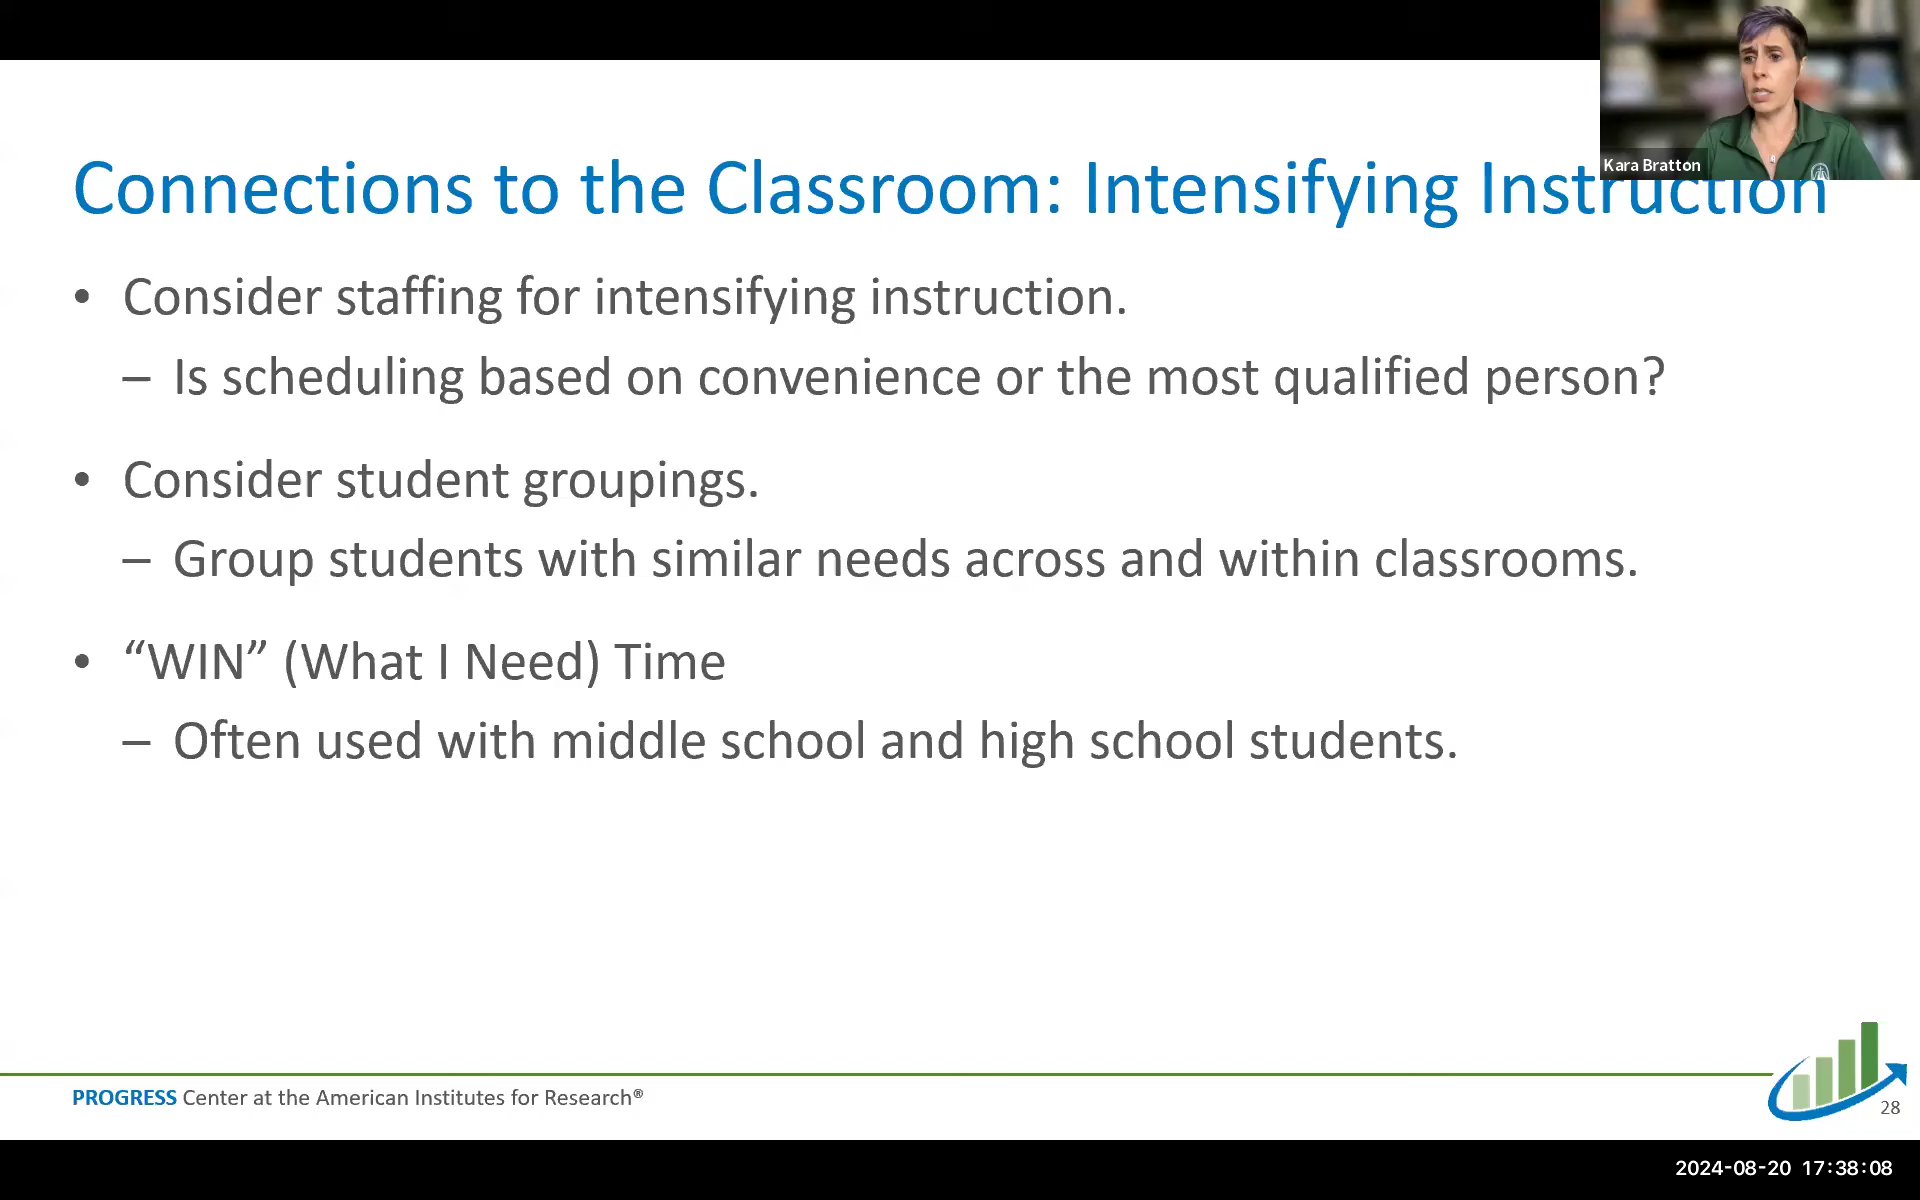 Kara Bratton
Connections to the Classroom: Intensifying Instruction
• Consider staffing for intensifying instruction.
– Is scheduling based on convenience or the most qualified person?
• Consider student groupings.
– Group students with similar needs across and within classrooms.
• “WIN” (What I Need) Time
– Often used with middle school and high school students.
PROGRESS Center at the American Institutes for Research®
28
2024-08-20 17:38:08